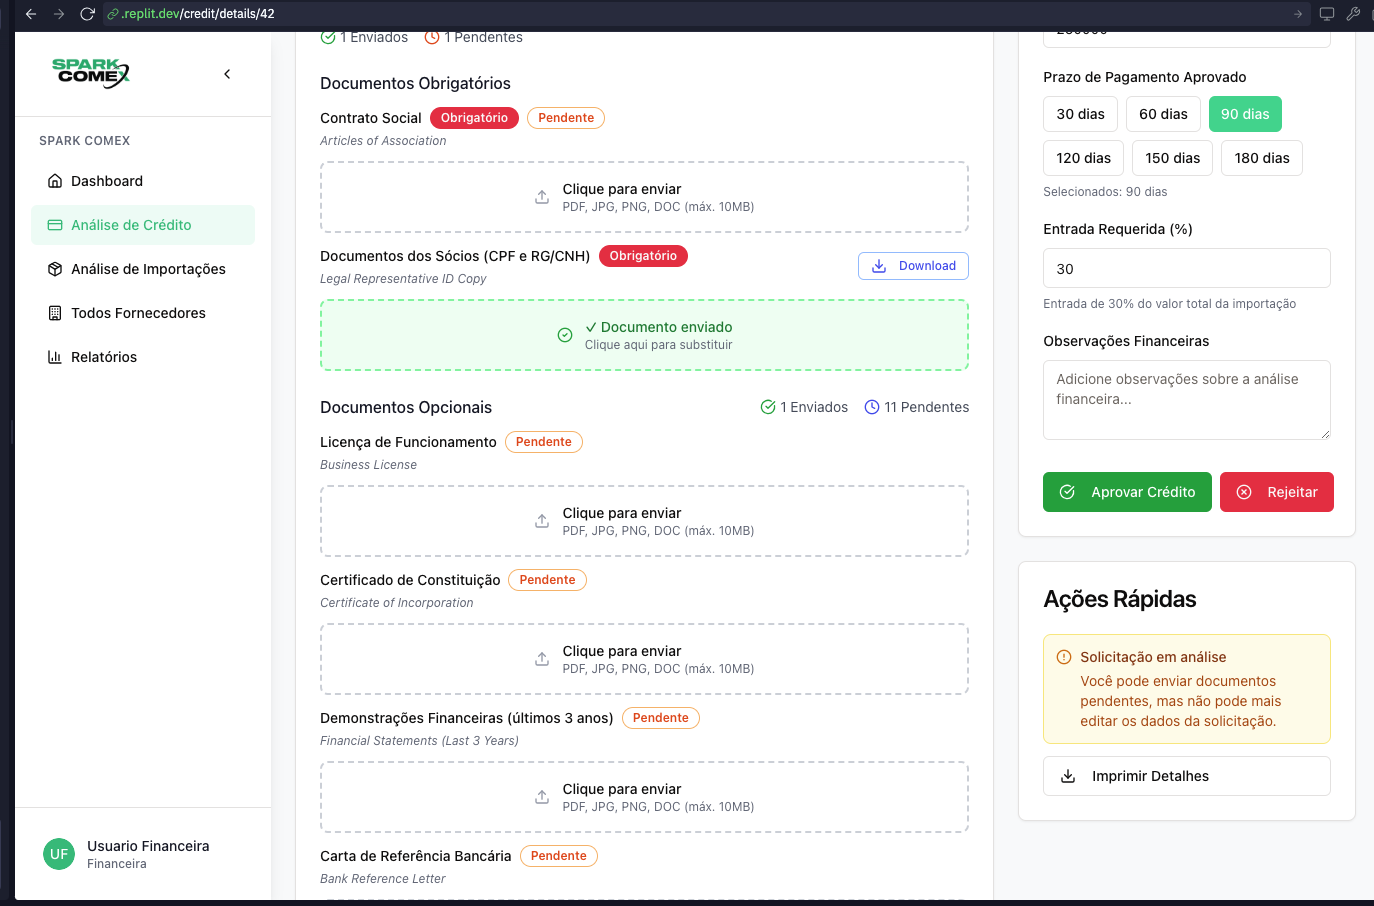 .replit.dev/credit/details/42
SPARK
COMEX
SPARK COMEX
Dashboard
Análise de Crédito
Análise de Importações
Todos Fornecedores
Relatórios
UF
Usuario Financeira
Financeira
1 Enviados 1 Pendentes
Documentos Obrigatórios
Contrato Social Obrigatório Pendente
Articles of Association
Clique para enviar
PDF, JPG, PNG, DOC (máx. 10MB)
Documentos dos Sócios (CPF e RG/CNH) Obrigatório Download
Legal Representative ID Copy
✓ Documento enviado
Clique aqui para substituir
Documentos Opcionais 1 Enviados 11 Pendentes
Licença de Funcionamento Pendente
Business License
Clique para enviar
PDF, JPG, PNG, DOC (máx. 10MB)
Certificado de Constituição Pendente
Certificate of Incorporation
Clique para enviar
PDF, JPG, PNG, DOC (máx. 10MB)
Demonstrações Financeiras (últimos 3 anos) Pendente
Financial Statements (Last 3 Years)
Clique para enviar
PDF, JPG, PNG, DOC (máx. 10MB)
Carta de Referência Bancária Pendente
Bank Reference Letter
Prazo de Pagamento Aprovado
30 dias 60 dias 90 dias
120 dias 150 dias 180 dias
Selecionados: 90 dias
Entrada Requerida (%)
30
Entrada de 30% do valor total da importação
Observações Financeiras
Adicione observações sobre a análise
financeira...
Aprovar Crédito Rejeitar
Ações Rápidas
Solicitação em análise
Você pode enviar documentos
pendentes, mas não pode mais
editar os dados da solicitação.
Imprimir Detalhes